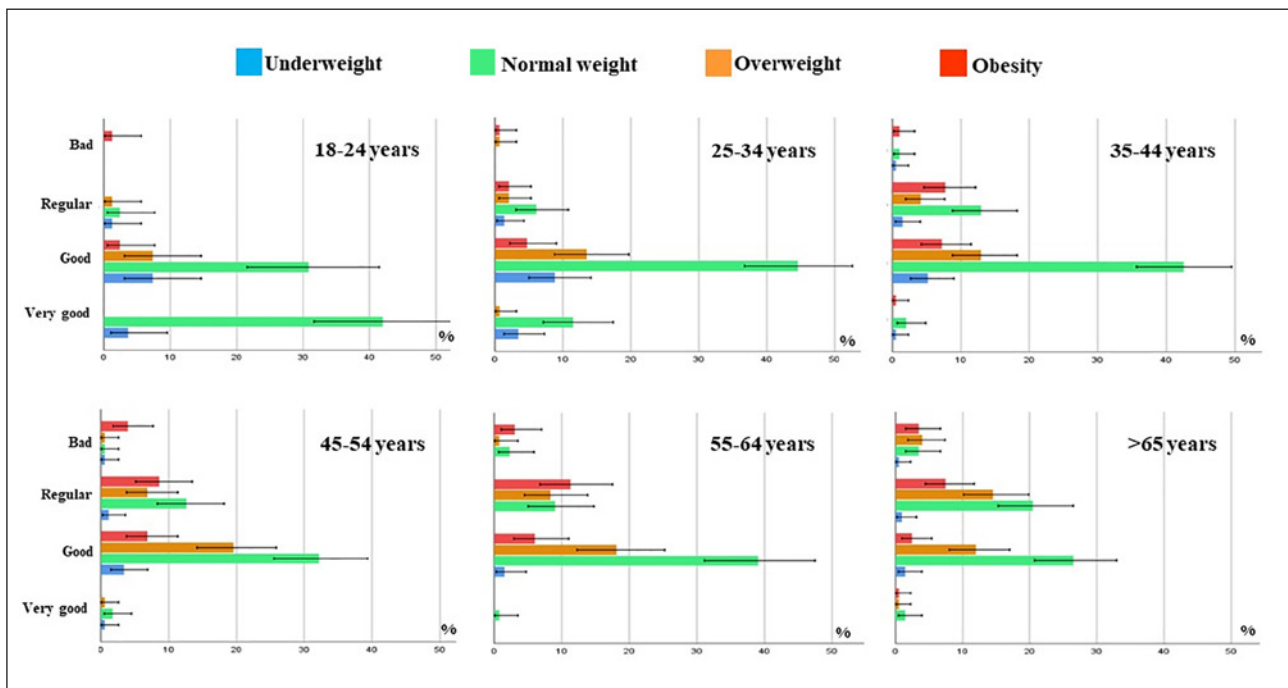 Underweight Normal weight Overweight Obesity
Bad
Regular
Good
Very good
18-24 years
%
0 10 20 30 40 50
25-34 years
%
0 10 20 30 40 50
35-44 years
%
0 10 20 30 40 50
Bad
Regular
Good
Very good
45-54 years
%
0 10 20 30 40 50
55-64 years
%
0 10 20 30 40 50
>65 years
%
0 10 20 30 40 50